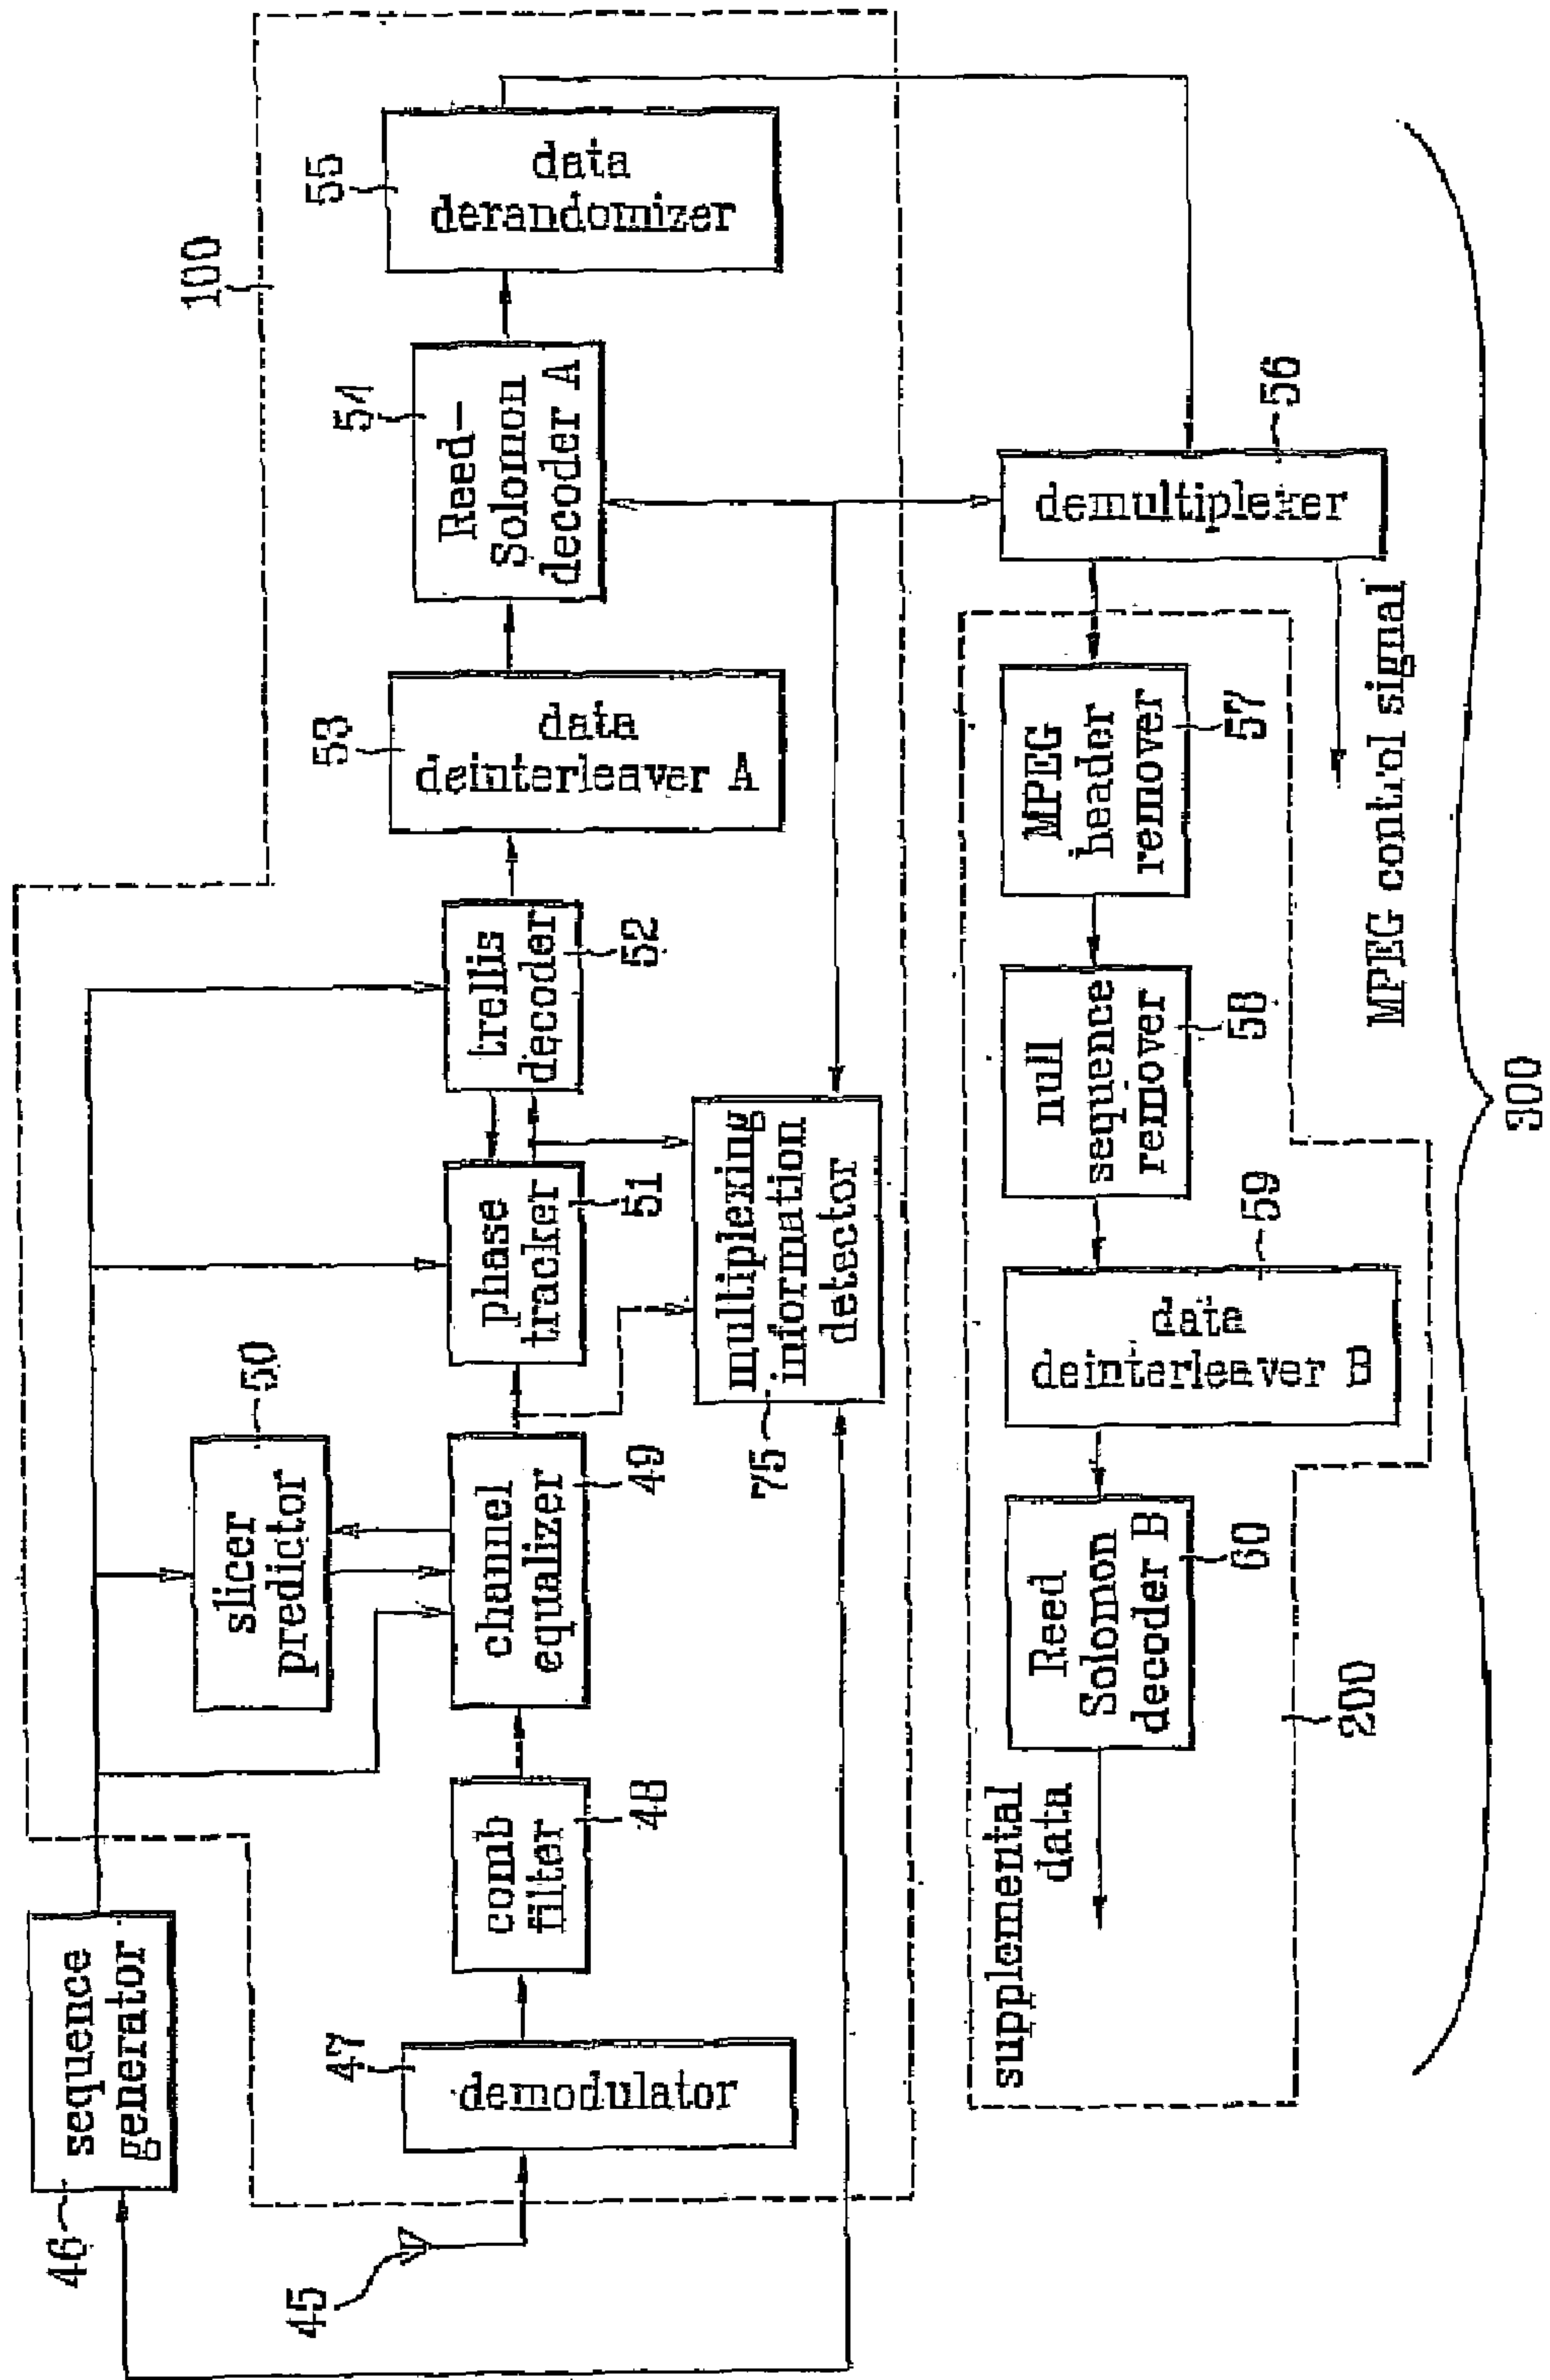 100
46
sequence
generator
50
slicer
predictor
45
47
demodulator
comb
filter
48
channel
equalizer
49
phase
tracker
51
trellis
decoder
52
53
data
deinterleaver A
54
Reed-
Solomon
decoder A
55
data
derandomizer
75
multiplexing
information
detector
supplemental
data
Reed
Solomon
decoder B
60
data
deinterleaver B
59
null
sequence
remover
58
MPEG
header
remover
57
demultiplexer
56
200
MPEG control signal
300